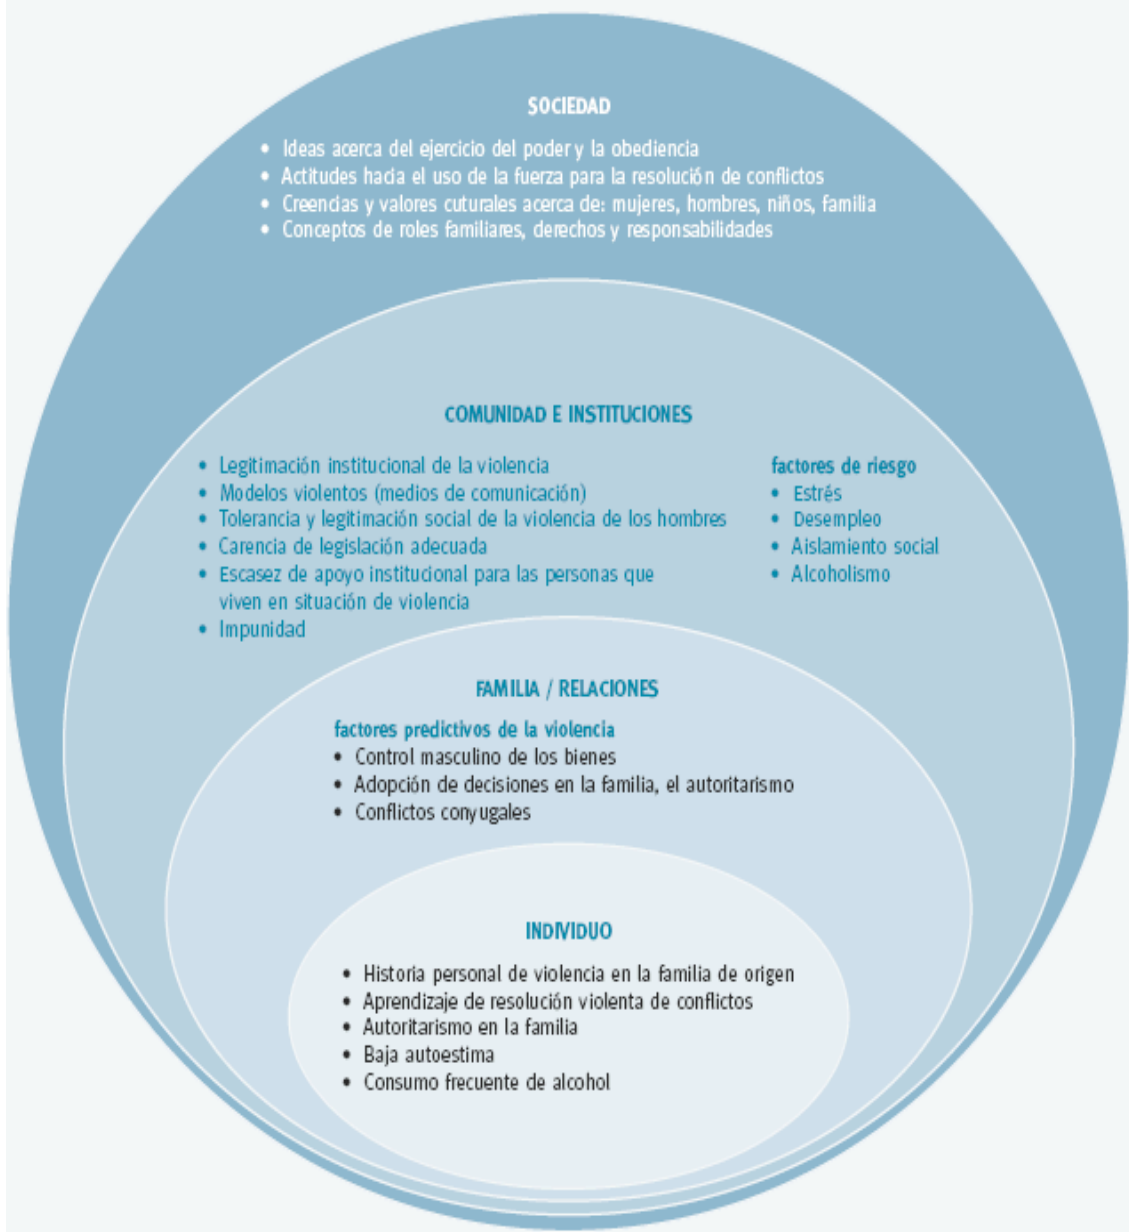 SOCIEDAD
• Ideas acerca del ejercicio del poder y la obediencia
• Actitudes hacia el uso de la fuerza para la resolución de conflictos
• Creencias y valores cuturales acerca de: mujeres, hombres, niños, familia
• Conceptos de roles familiares, derechos y responsabilidades
COMUNIDAD E INSTITUCIONES
• Legitimación institucional de la violencia
• Modelos violentos (medios de comunicación)
• Tolerancia y legitimación social de la violencia de los hombres
• Carencia de legislación adecuada
• Escasez de apoyo institucional para las personas que
viven en situación de violencia
• Impunidad
factores de riesgo
• Estrés
• Desempleo
• Aislamiento social
• Alcoholismo
FAMILIA / RELACIONES
factores predictivos de la violencia
• Control masculino de los bienes
• Adopción de decisiones en la familia, el autoritarismo
• Conflictos conyugales
INDIVIDUO
• Historia personal de violencia en la familia de origen
• Aprendizaje de resolución violenta de conflictos
• Autoritarismo en la familia
• Baja autoestima
• Consumo frecuente de alcohol